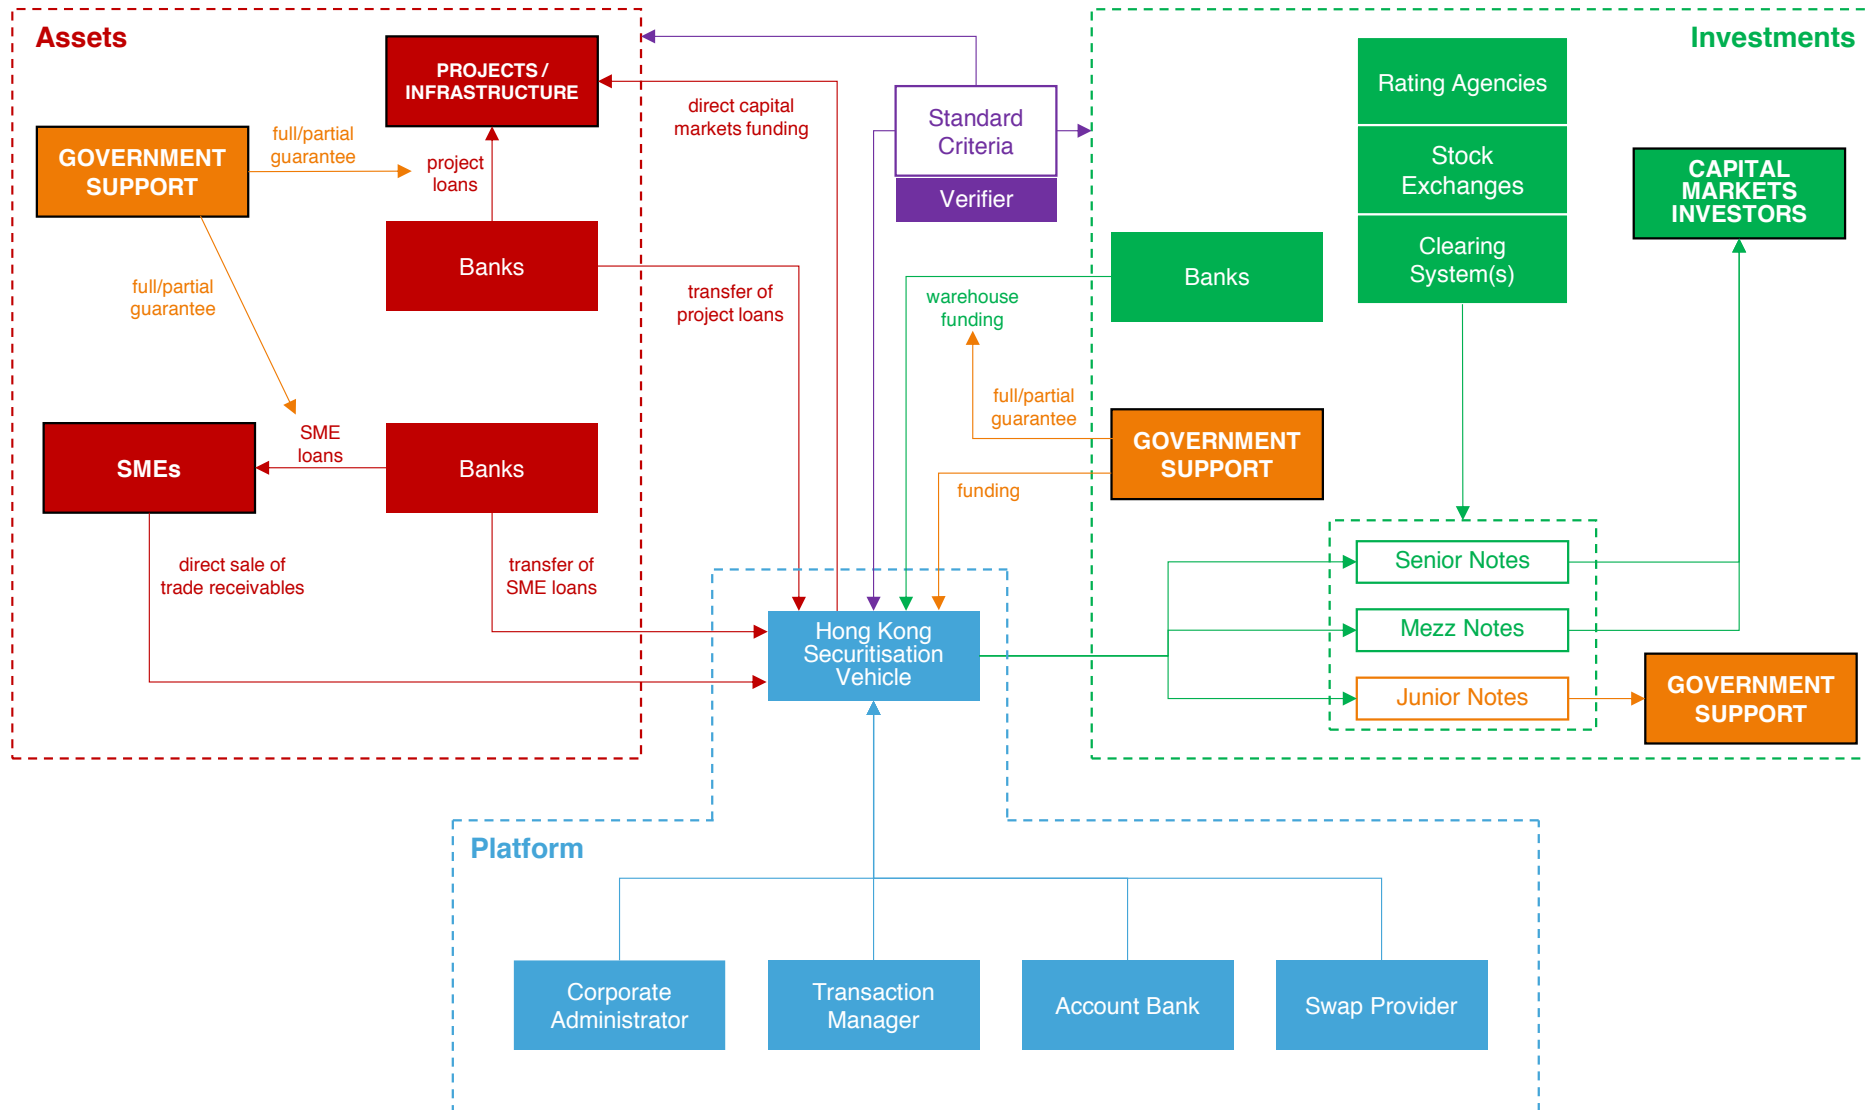 Assets
PROJECTS /
INFRASTRUCTURE
GOVERNMENT
SUPPORT
full/partial
guarantee
project
loans
Banks
full/partial
guarantee
SMEs
SME
loans
Banks
direct sale of
trade receivables
transfer of
SME loans
direct capital
markets funding
transfer of
project loans
Standard
Criteria
Verifier
Investments
Rating Agencies
Stock
Exchanges
Clearing
System(s)
CAPITAL
MARKETS
INVESTORS
Banks
warehouse
funding
full/partial
guarantee
GOVERNMENT
SUPPORT
funding
Senior Notes
Mezz Notes
Junior Notes
GOVERNMENT
SUPPORT
Hong Kong
Securitisation
Vehicle
Platform
Corporate
Administrator
Transaction
Manager
Account Bank
Swap Provider